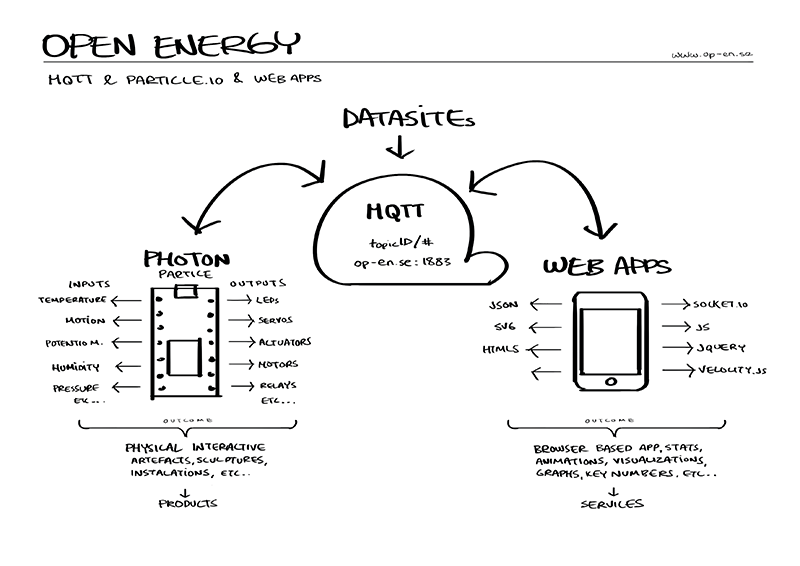 OPEN ENERGY
www.op-en.se
MQTT & PARTICLE.IO & WEB APPS
DATASITEs
MQTT
topicID/#
op-en.se:1883
PHOTON
PARTICLE
INPUTS
OUTPUTS
TEMPERATURE
MOTION
POTENTIOM.
HUMIDITY
PRESSURE
ETC...
LEDs
SERVOS
ACTUATORS
MOTORS
RELAYS
ETC...
OUTCOME
PHYSICAL INTERACTIVE
ARTEFACTS, SCULPTURES,
INSTALATIONS, ETC..
PRODUCTS
WEB APPS
JSON
SVG
HTML5
SOCKET.IO
JS
JQUERY
VELOCITY.JS
OUTCOME
BROWSER BASED APP, STATS,
ANIMATIONS, VISUALIZATIONS,
GRAPHS, KEY NUMBERS, ETC..
SERVICES